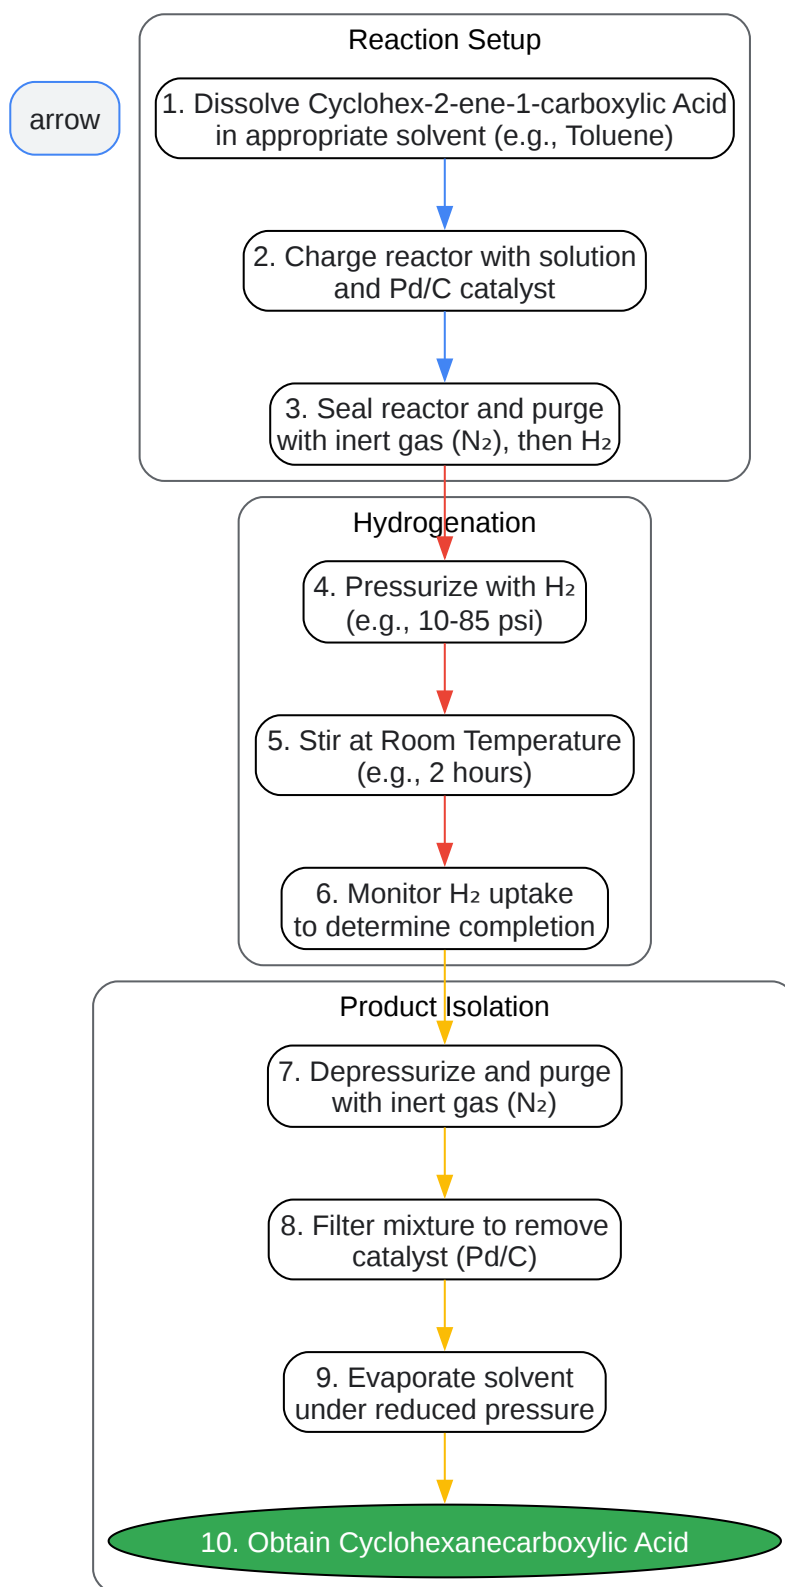 Reaction Setup
arrow
1. Dissolve Cyclohex-2-ene-1-carboxylic Acid
in appropriate solvent (e.g., Toluene)
2. Charge reactor with solution
and Pd/C catalyst
3. Seal reactor and purge
with inert gas (N₂), then H₂
Hydrogenation
4. Pressurize with H₂
(e.g., 10-85 psi)
5. Stir at Room Temperature
(e.g., 2 hours)
6. Monitor H₂ uptake
to determine completion
Product Isolation
7. Depressurize and purge
with inert gas (N₂)
8. Filter mixture to remove
catalyst (Pd/C)
9. Evaporate solvent
under reduced pressure
10. Obtain Cyclohexanecarboxylic Acid